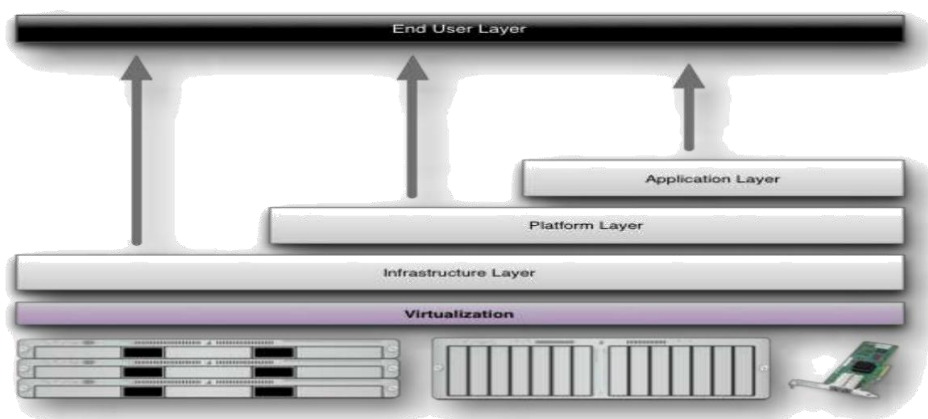 End User Layer
Application Layer
Platform Layer
Infrastructure Layer
Virtualization